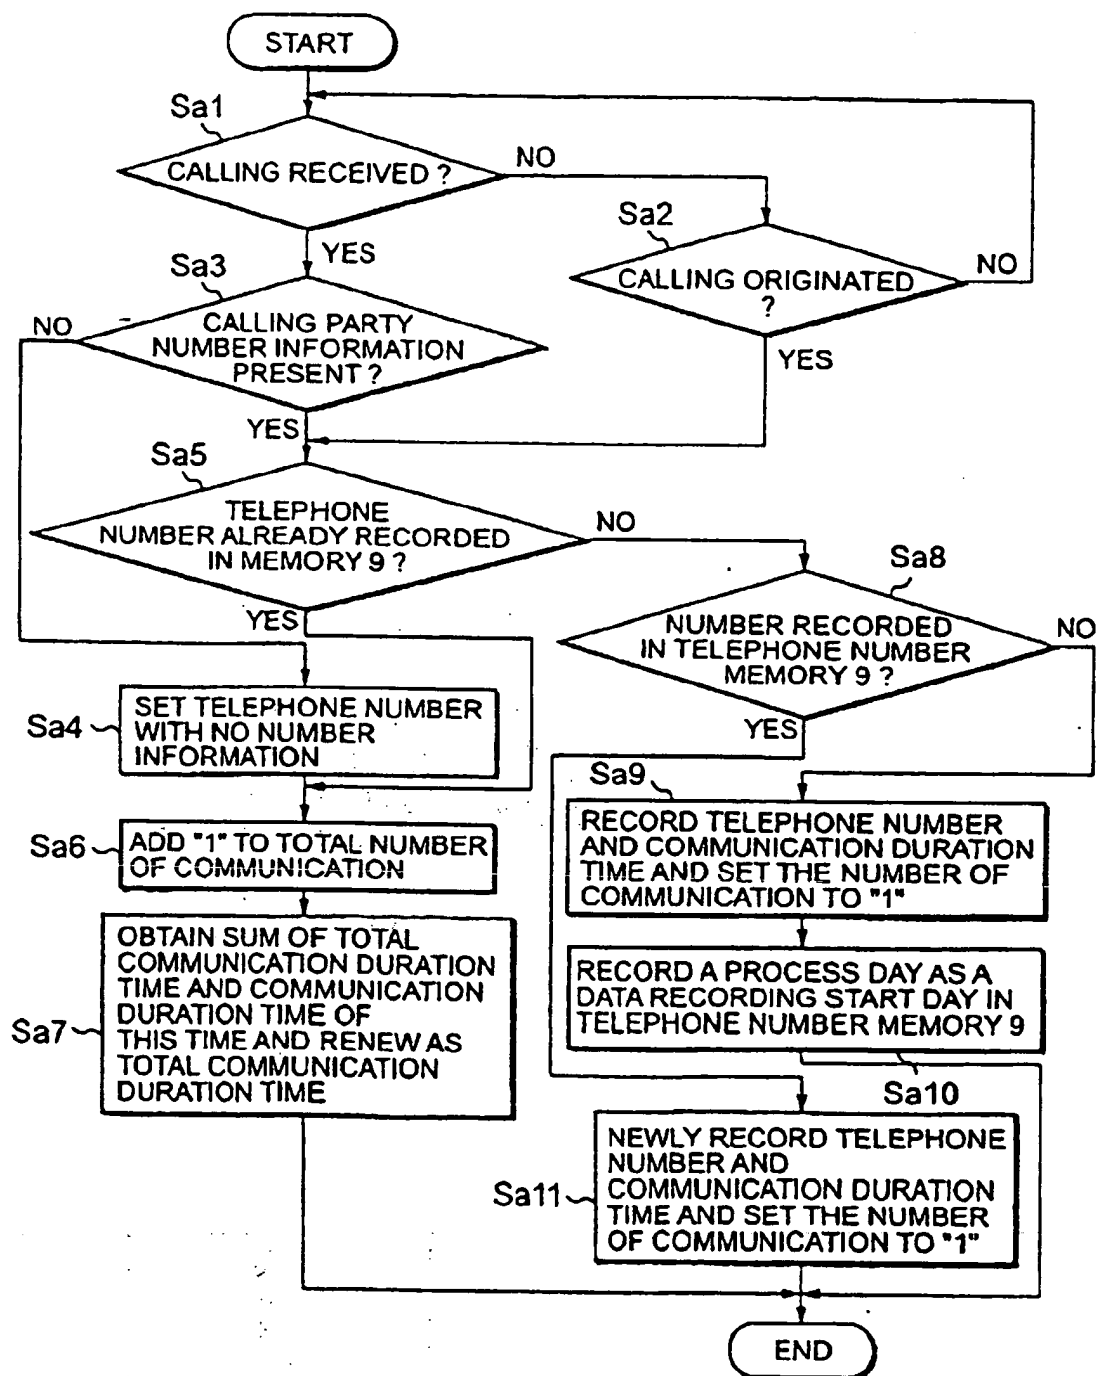 START
Sa1
CALLING RECEIVED ?
NO
YES
Sa2
CALLING ORIGINATED
?
NO
YES
Sa3
NO
CALLING PARTY
NUMBER INFORMATION
PRESENT ?
YES
Sa5
TELEPHONE
NUMBER ALREADY RECORDED
IN MEMORY 9 ?
NO
YES
Sa8
NUMBER RECORDED
IN TELEPHONE NUMBER
MEMORY 9 ?
NO
YES
Sa4
SET TELEPHONE NUMBER
WITH NO NUMBER
INFORMATION
Sa6
ADD "1" TO TOTAL NUMBER
OF COMMUNICATION
Sa7
OBTAIN SUM OF TOTAL
COMMUNICATION DURATION
TIME AND COMMUNICATION
DURATION TIME OF
THIS TIME AND RENEW AS
TOTAL COMMUNICATION
DURATION TIME
Sa9
RECORD TELEPHONE NUMBER
AND COMMUNICATION DURATION
TIME AND SET THE NUMBER OF
COMMUNICATION TO "1"
RECORD A PROCESS DAY AS A
DATA RECORDING START DAY IN
TELEPHONE NUMBER MEMORY 9
Sa10
Sa11
NEWLY RECORD TELEPHONE
NUMBER AND
COMMUNICATION DURATION
TIME AND SET THE NUMBER
OF COMMUNICATION TO "1"
END